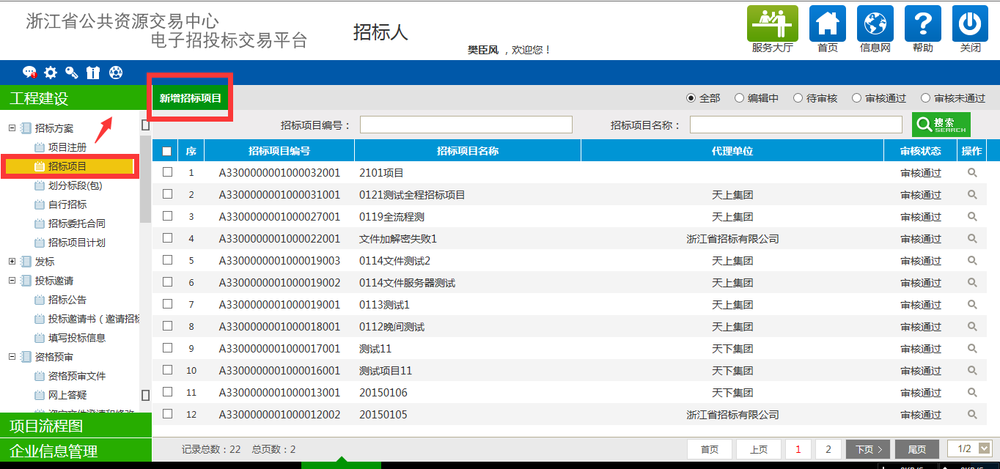 浙江省公共资源交易中心
电子招投标交易平台
招标人
樊臣风 ，欢迎您！
服务大厅 首页 信息网 帮助 关闭
工程建设
新增招标项目
全部 编辑中 待审核 审核通过 审核未通过
招标项目编号： 招标项目名称： 搜索 SEARCH
招标方案
项目注册
招标项目
划分标段(包)
自行招标
招标委托合同
招标项目计划
发标
投标邀请
招标公告
投标邀请书（邀请招标
填写投标信息
资格预审
资格预审文件
网上答疑
项目流程图
企业信息管理
序 招标项目编号 招标项目名称 代理单位 审核状态 操作
1 A3300000001000032001 2101项目 审核通过
2 A3300000001000031001 0121测试全程招标项目 天上集团 审核通过
3 A3300000001000027001 0119全流程测 天上集团 审核通过
4 A3300000001000022001 文件加解密失败1 浙江省招标有限公司 审核通过
5 A3300000001000019003 0114文件测试2 天上集团 审核通过
6 A3300000001000019002 0114文件服务器测试 天上集团 审核通过
7 A3300000001000019001 0113测试1 天上集团 审核通过
8 A3300000001000018001 0112晚间测试 天上集团 审核通过
9 A3300000001000017001 测试11 天下集团 审核通过
10 A3300000001000016001 测试项目11 天下集团 审核通过
11 A3300000001000013001 20150106 天下集团 审核通过
12 A3300000001000012002 20150105 浙江省招标有限公司 审核通过
记录总数：22 总页数：2
首页 上页 1 2 下页 尾页 1/2